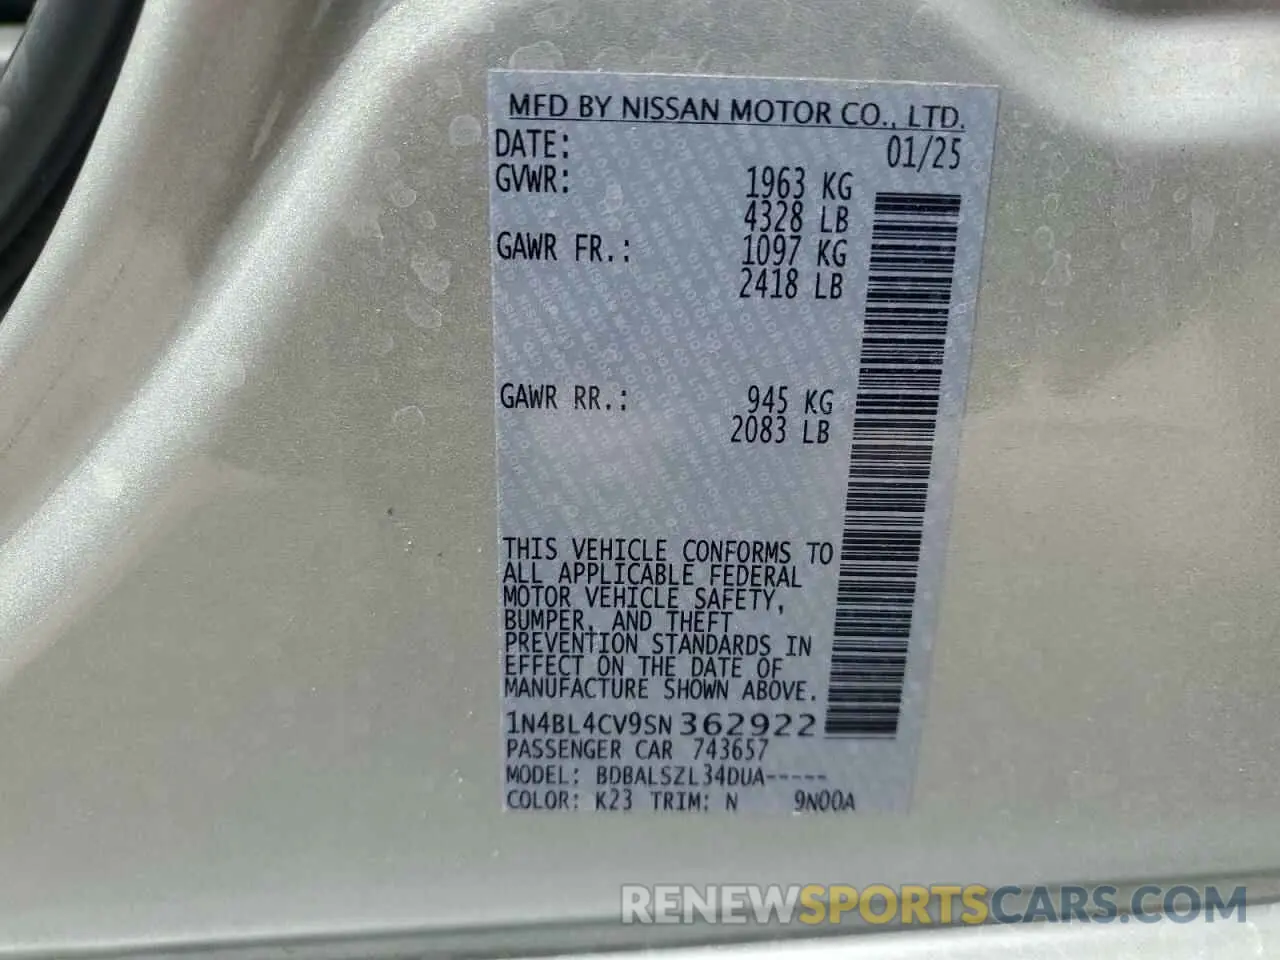 MFD BY NISSAN MOTOR CO., LTD.
DATE: 01/25
GVWR: 1963 KG
4328 LB
GAWR FR.: 1097 KG
2418 LB
GAWR RR.: 945 KG
2083 LB
THIS VEHICLE CONFORMS TO
ALL APPLICABLE FEDERAL
MOTOR VEHICLE SAFETY,
BUMPER, AND THEFT
PREVENTION STANDARDS IN
EFFECT ON THE DATE OF
MANUFACTURE SHOWN ABOVE.
1N4BL4CV9SN362922
PASSENGER CAR 743657
MODEL: BDBALSZL34DUA-----
COLOR: K23 TRIM: N 9N00A
RENEWSPORTSCARS.COM